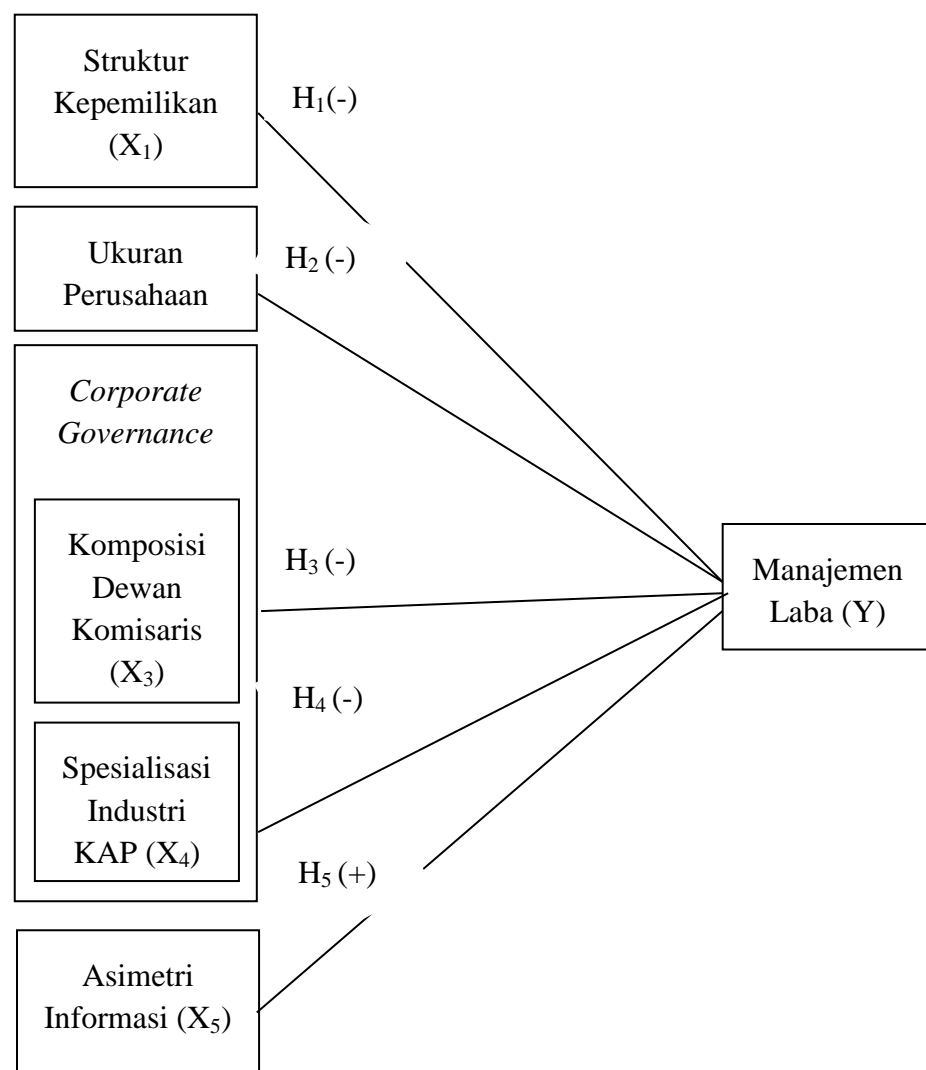 Struktur
Kepemilikan
(X₁)
H₁(-)
Ukuran
Perusahaan
H₂ (-)
Corporate
Governance
Komposisi
Dewan
Komisaris
(X₃)
H₃ (-)
Spesialisasi
Industri
KAP (X₄)
H₄ (-)
Asimetri
Informasi (X₅)
H₅ (+)
Manajemen
Laba (Y)